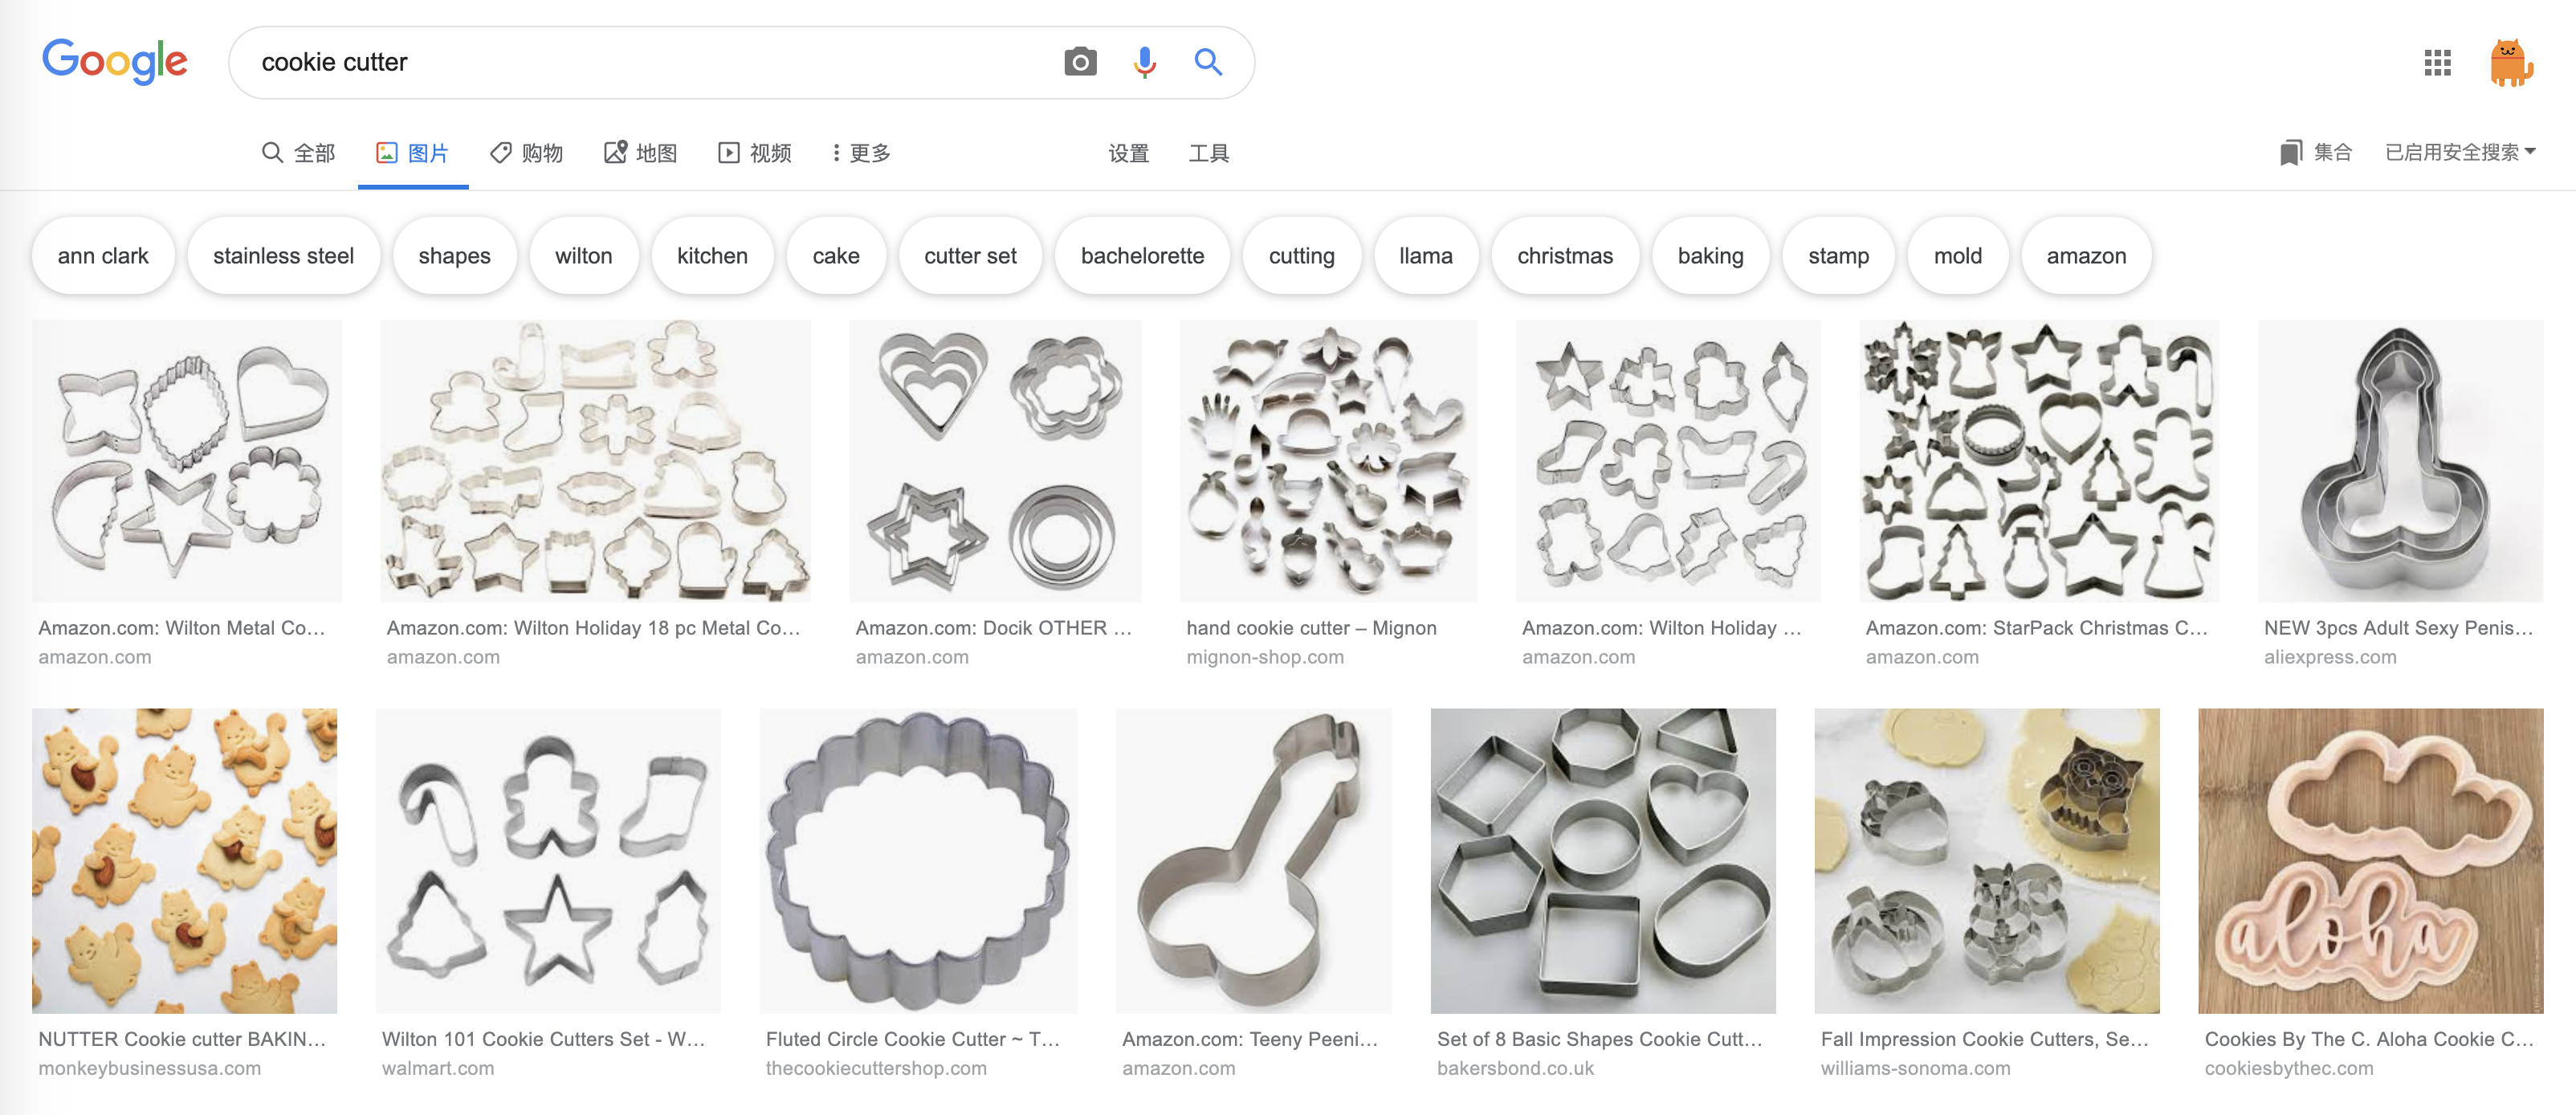 Google
cookie cutter
全部
图片
购物
地图
视频
更多
设置
工具
集合
已启用安全搜索
ann clark
stainless steel
shapes
wilton
kitchen
cake
cutter set
bachelorette
cutting
llama
christmas
baking
stamp
mold
amazon
Amazon.com: Wilton Metal Co...
amazon.com
Amazon.com: Wilton Holiday 18 pc Metal Co...
amazon.com
Amazon.com: Docik OTHER ...
amazon.com
hand cookie cutter – Mignon
mignon-shop.com
Amazon.com: Wilton Holiday ...
amazon.com
Amazon.com: StarPack Christmas C...
amazon.com
NEW 3pcs Adult Sexy Penis...
aliexpress.com
aloha
NUTTER Cookie cutter BAKIN...
monkeybusinessusa.com
Wilton 101 Cookie Cutters Set - W...
walmart.com
Fluted Circle Cookie Cutter ~ T...
thecookiecuttershop.com
Amazon.com: Teeny Peeni...
amazon.com
Set of 8 Basic Shapes Cookie Cutt...
bakersbond.co.uk
Fall Impression Cookie Cutters, Se...
williams-sonoma.com
Cookies By The C. Aloha Cookie C...
cookiesbythec.com